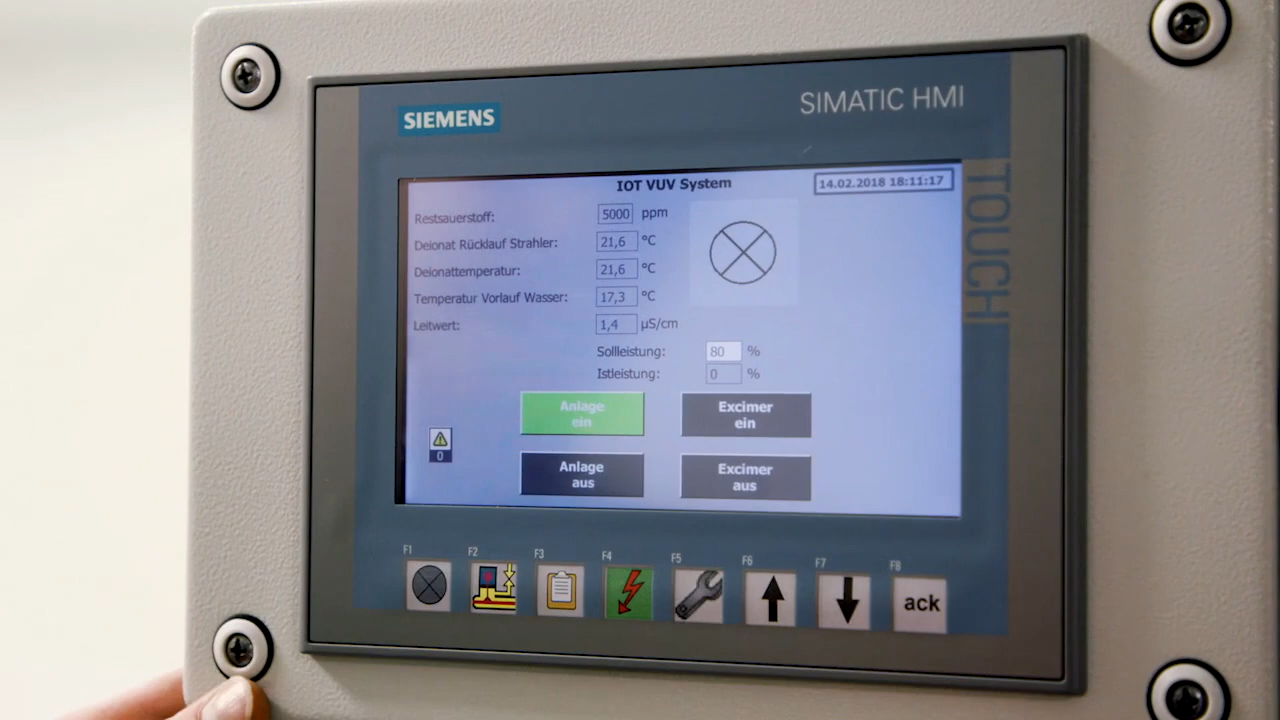 SIEMENS
SIMATIC HMI
TOUCH
IOT VUV System
14.02.2018 18:11:17
Restsauerstoff: 5000 ppm
Deionat Rücklauf Strahler: 21,6 °C
Deionattemperatur: 21,6 °C
Temperatur Vorlauf Wasser: 17,3 °C
Leitwert: 1,4 µS/cm
Sollleistung: 80 %
Istleistung: 0 %
Anlage
ein
Excimer
ein
0
Anlage
aus
Excimer
aus
F1 F2 F3 F4 F5 F6 F7 F8
ack